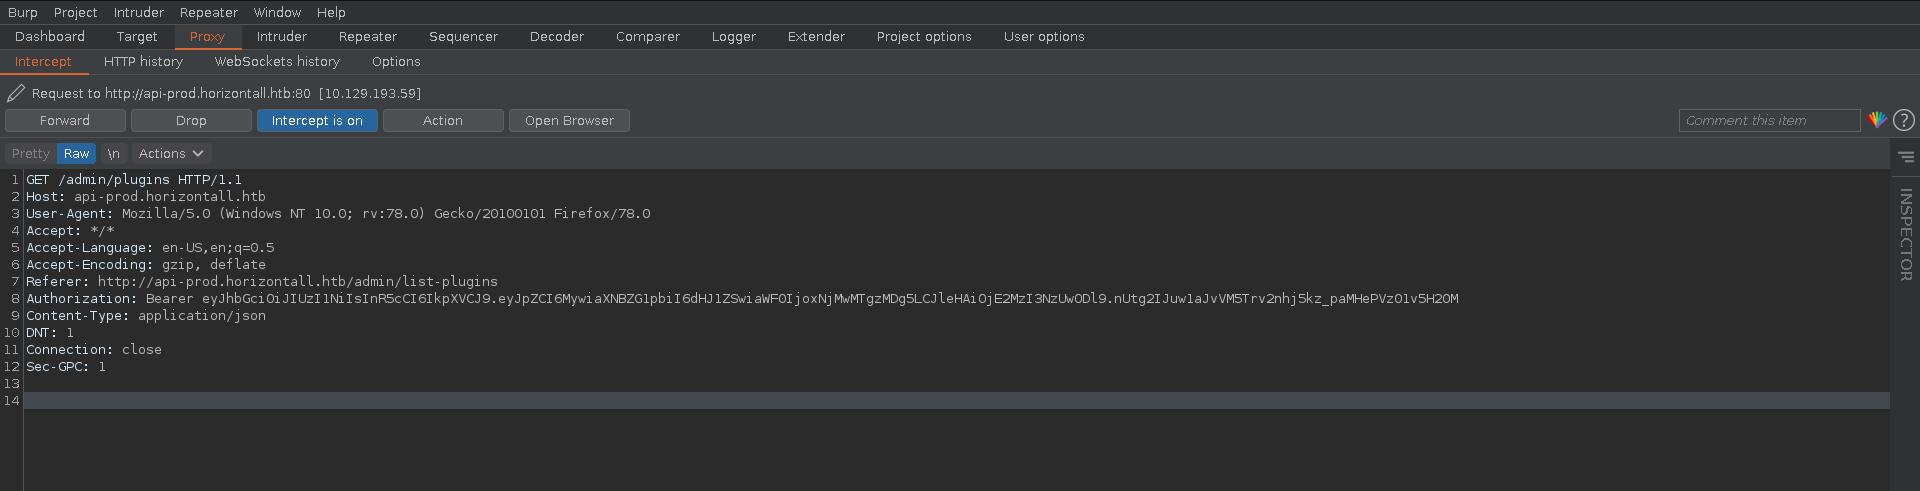 Burp Project Intruder Repeater Window Help
Dashboard Target Proxy Intruder Repeater Sequencer Decoder Comparer Logger Extender Project options User options
Intercept HTTP history WebSockets history Options
Request to http://api-prod.horizontall.htb:80 [10.129.193.59]
Forward Drop Intercept is on Action Open Browser Comment this item ?
Pretty Raw \n Actions
1 GET /admin/plugins HTTP/1.1
2 Host: api-prod.horizontall.htb
3 User-Agent: Mozilla/5.0 (Windows NT 10.0; rv:78.0) Gecko/20100101 Firefox/78.0
4 Accept: */*
5 Accept-Language: en-US,en;q=0.5
6 Accept-Encoding: gzip, deflate
7 Referer: http://api-prod.horizontall.htb/admin/list-plugins
8 Authorization: Bearer eyJhbGciOiJIUzI1NiIsInR5cCI6IkpXVCJ9.eyJpZCI6MywiaXNBZG1pbiI6dHJ1ZSwiaWF0IjoxNjMwMTgzMDg5LCJleHAiOjE2MzI3NzUwODl9.nUtg2IJuw1aJvVM5Trv2nhj5kz_paMHePVz01v5H20M
9 Content-Type: application/json
10 DNT: 1
11 Connection: close
12 Sec-GPC: 1
13
14
INSPECTOR